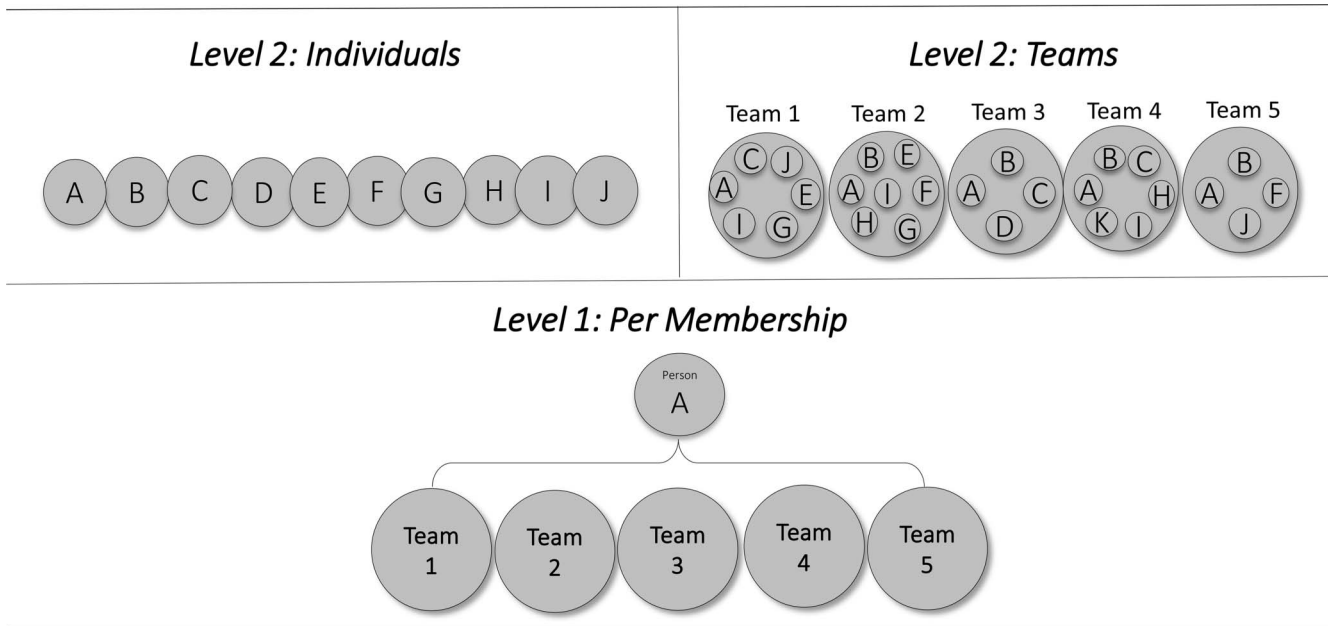 Level 2: Individuals
A B C D E F G H I J
Level 2: Teams
Team 1 Team 2 Team 3 Team 4 Team 5
C J
A E
I G
B E
A I F
H G
B
A C
D
B C
A H
K I
B
A F
J
Level 1: Per Membership
Person
A
Team
1
Team
2
Team
3
Team
4
Team
5